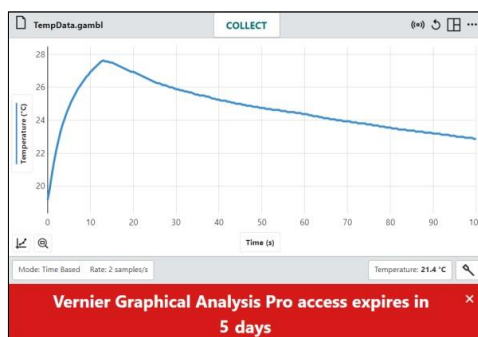 TempData.gambl COLLECT
28
26
24
22
20
Temperature (°C)
0 10 20 30 40 50 60 70 80 90 100
Time (s)
Mode: Time Based Rate: 2 samples/s Temperature: 21.4 °C
Vernier Graphical Analysis Pro access expires in
5 days